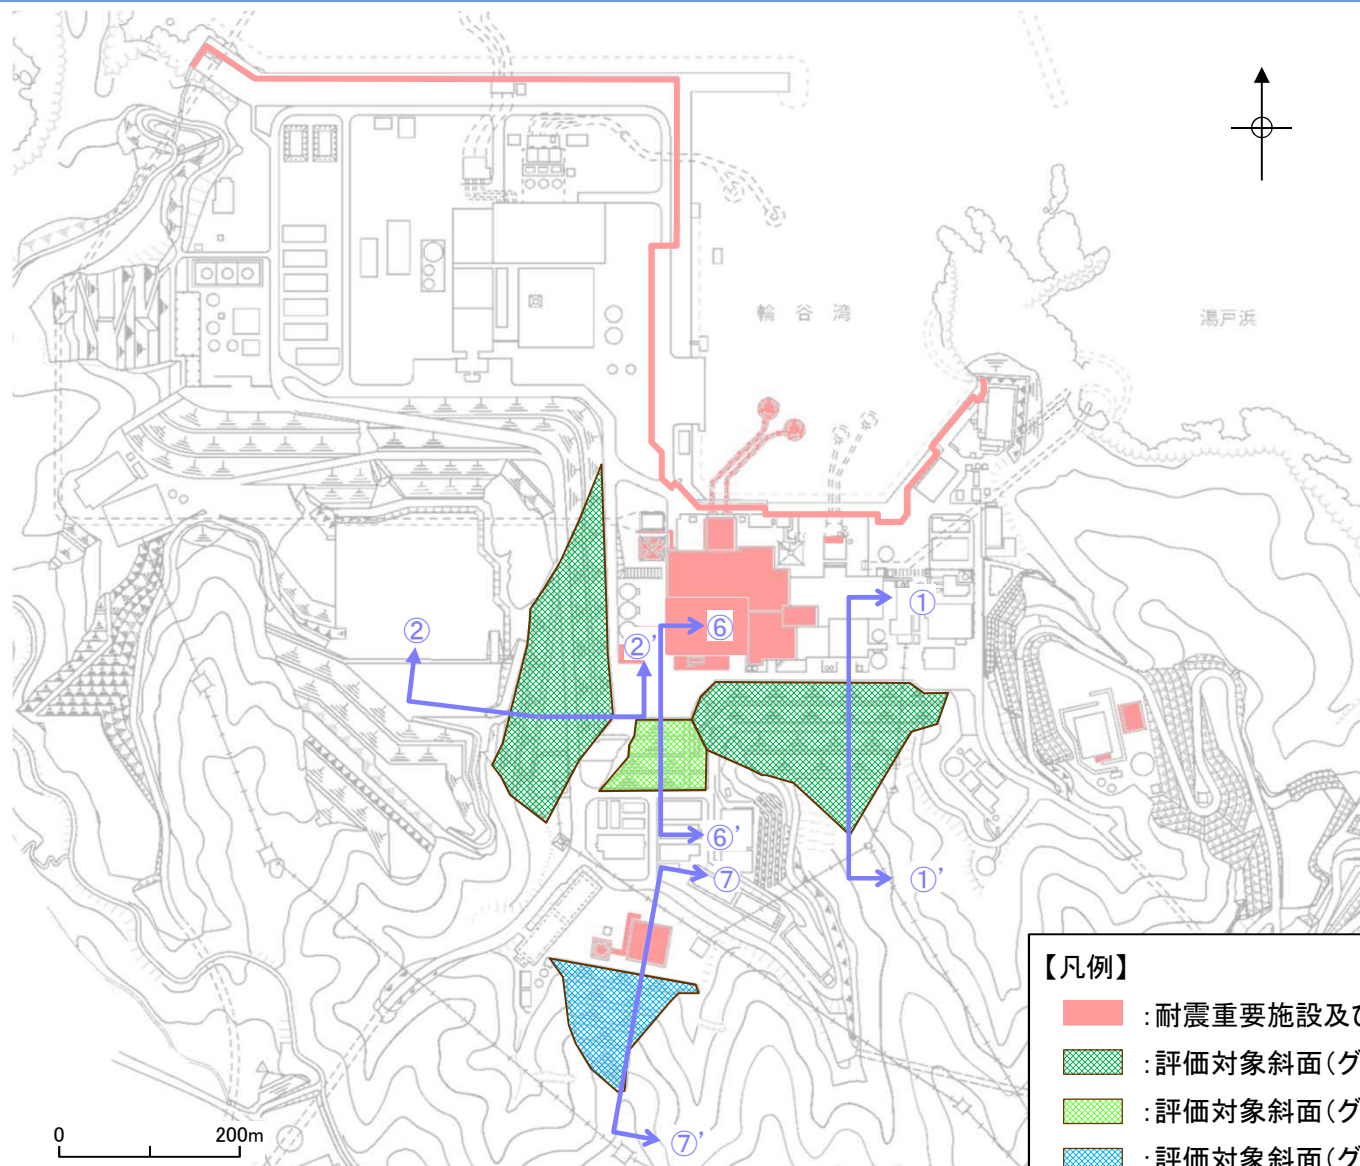 輪谷湾
湯戸浜
②
②’
⑥
①
⑥’
⑦
①’
⑦’
0 200m
【凡例】
:耐震重要施設及び
:評価対象斜面(グ
:評価対象斜面(グ
:評価対象斜面(グ